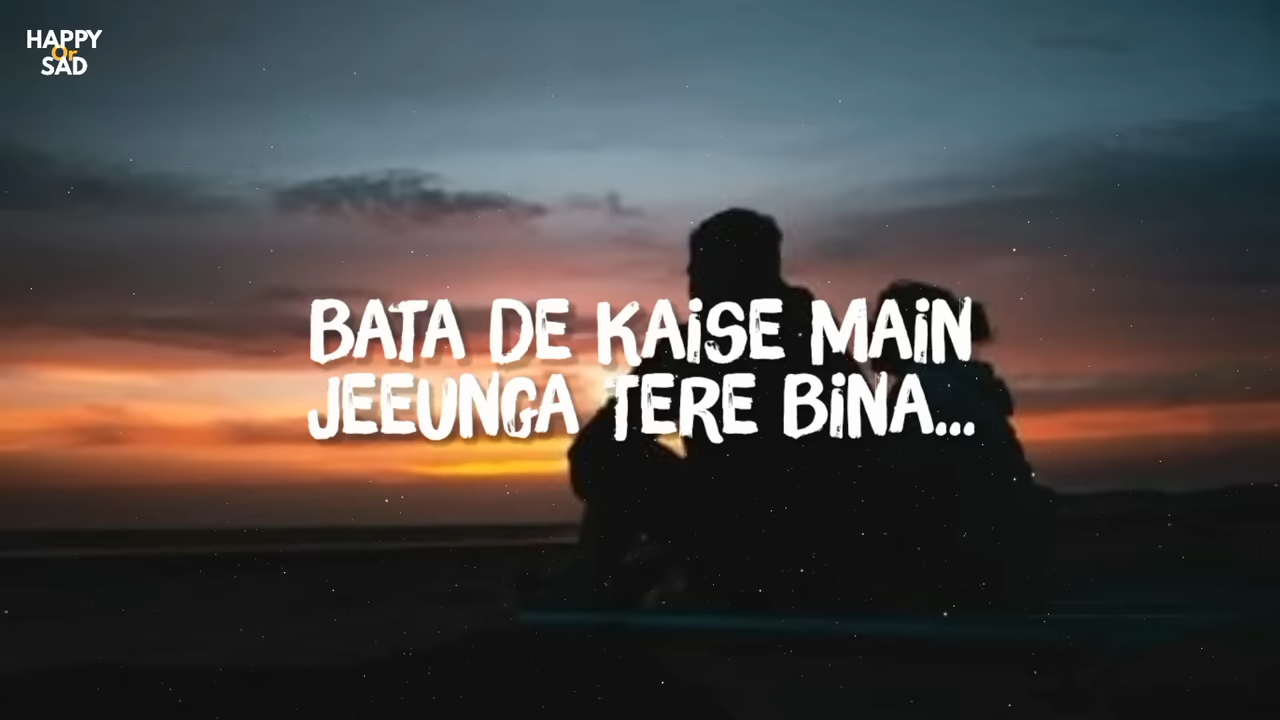 HAPPY
Or
SAD
BATA DE KAiSE MAiN
JEEUNGA TERE BiNA...